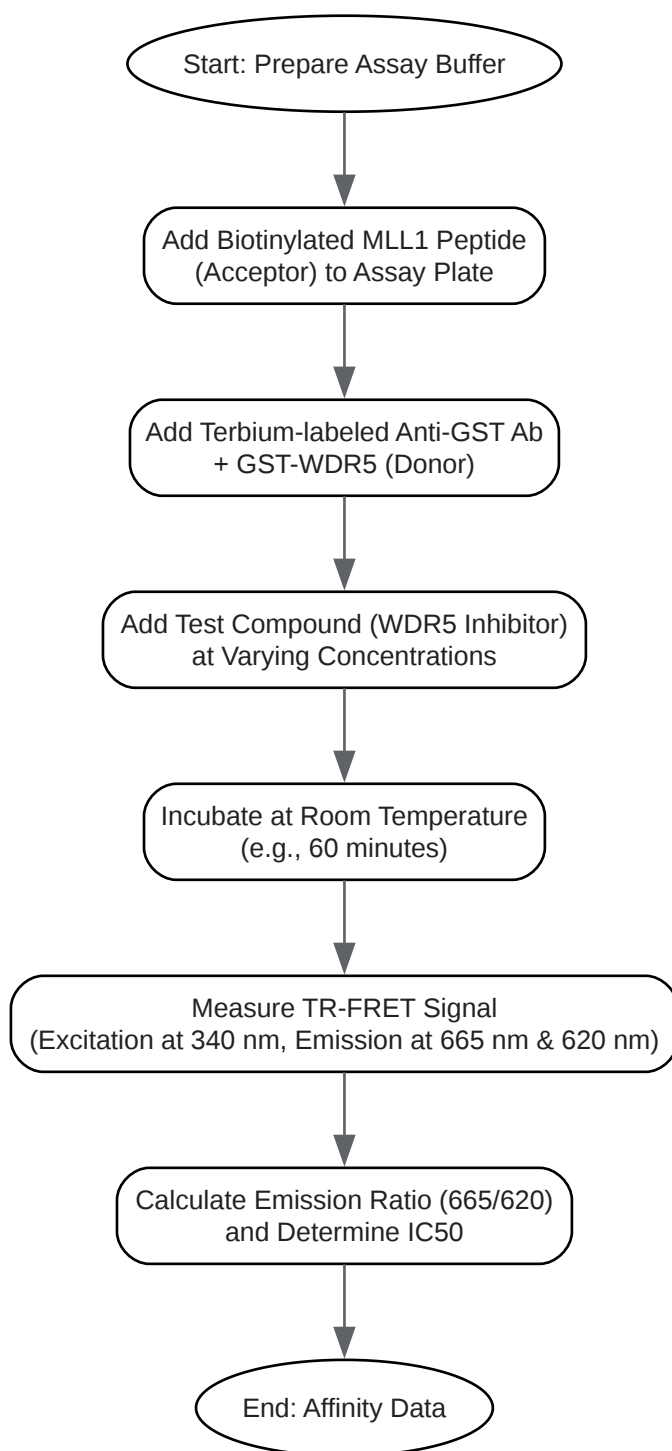 Start: Prepare Assay Buffer
Add Biotinylated MLL1 Peptide
(Acceptor) to Assay Plate
Add Terbium-labeled Anti-GST Ab
+ GST-WDR5 (Donor)
Add Test Compound (WDR5 Inhibitor)
at Varying Concentrations
Incubate at Room Temperature
(e.g., 60 minutes)
Measure TR-FRET Signal
(Excitation at 340 nm, Emission at 665 nm & 620 nm)
Calculate Emission Ratio (665/620)
and Determine IC50
End: Affinity Data